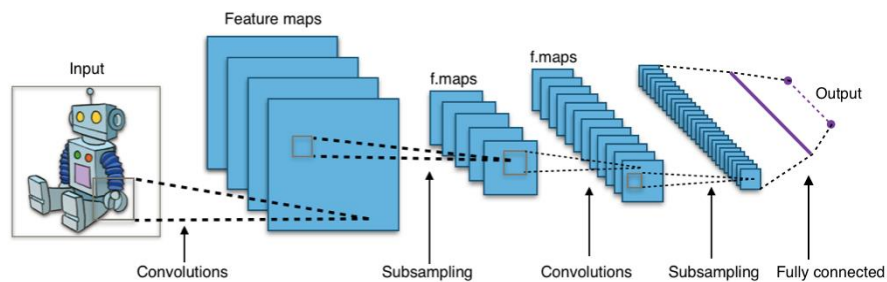 Feature maps
Input
f.maps
f.maps
Output
Convolutions
Subsampling
Convolutions
Subsampling
Fully connected